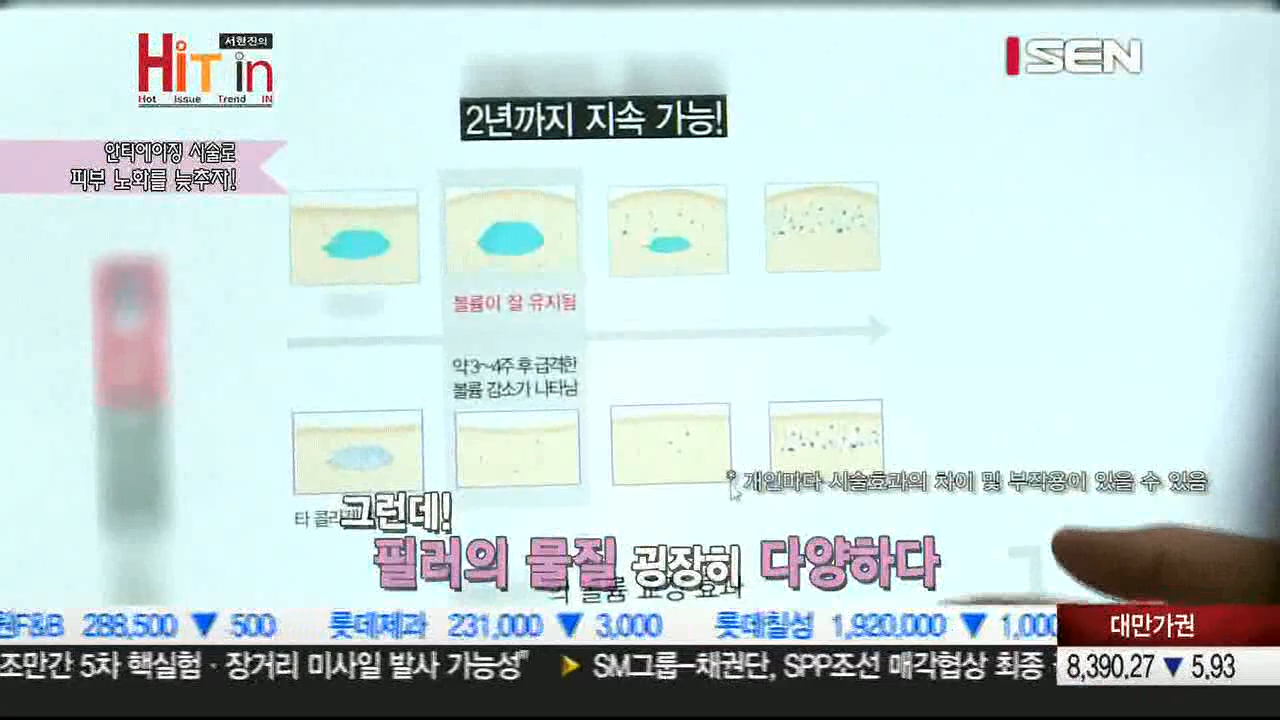 서현진의
HiT in
Hot Issue Trend IN
SEN
2년까지 지속 가능!
안티에이징 시술로
피부 노화를 늦추자!
볼륨이 잘 유지됨
약 3~4주 후 급격한
볼륨 감소가 나타남
* 개인마다 시술효과의 차이 및 부작용이 있을 수 있음
타 콜라
그런데!
필러의 물질 굉장히 다양하다
현F&B 288,500 ▼ 500 롯데제과 231,000 ▼ 3,000 롯데칠성 1,920,000 ▼ 1,000
대만가권
조만간 5차 핵실험·장거리 미사일 발사 가능성" ▶ SM그룹-채권단, SPP조선 매각협상 최종
8,390.27 ▼ 5.93